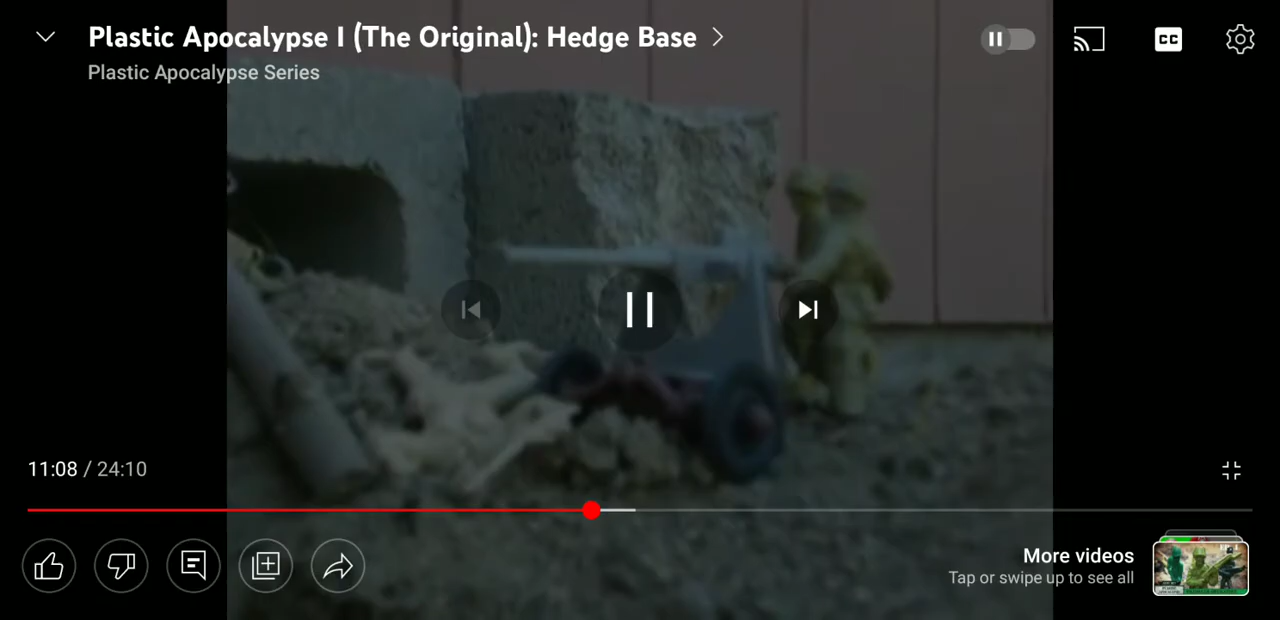 Plastic Apocalypse I (The Original): Hedge Base
Plastic Apocalypse Series
CC
11:08 / 24:10
More videos
Tap or swipe up to see all